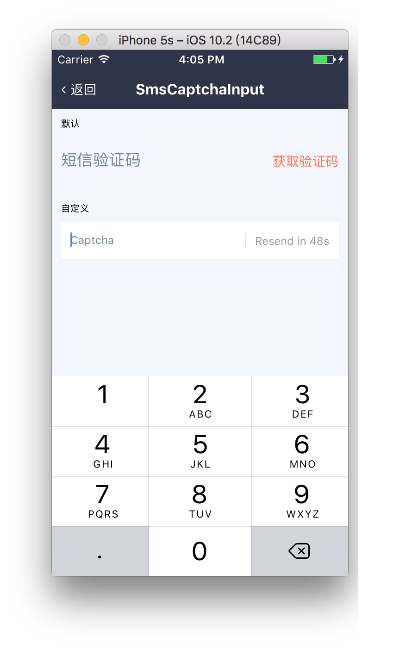 iPhone 5s – iOS 10.2 (14C89)
Carrier 4:05 PM
返回 SmsCaptchaInput
默认
短信验证码 获取验证码
自定义
Captcha Resend in 48s
1 2 3
ABC DEF
4 5 6
GHI JKL MNO
7 8 9
PQRS TUV WXYZ
. 0